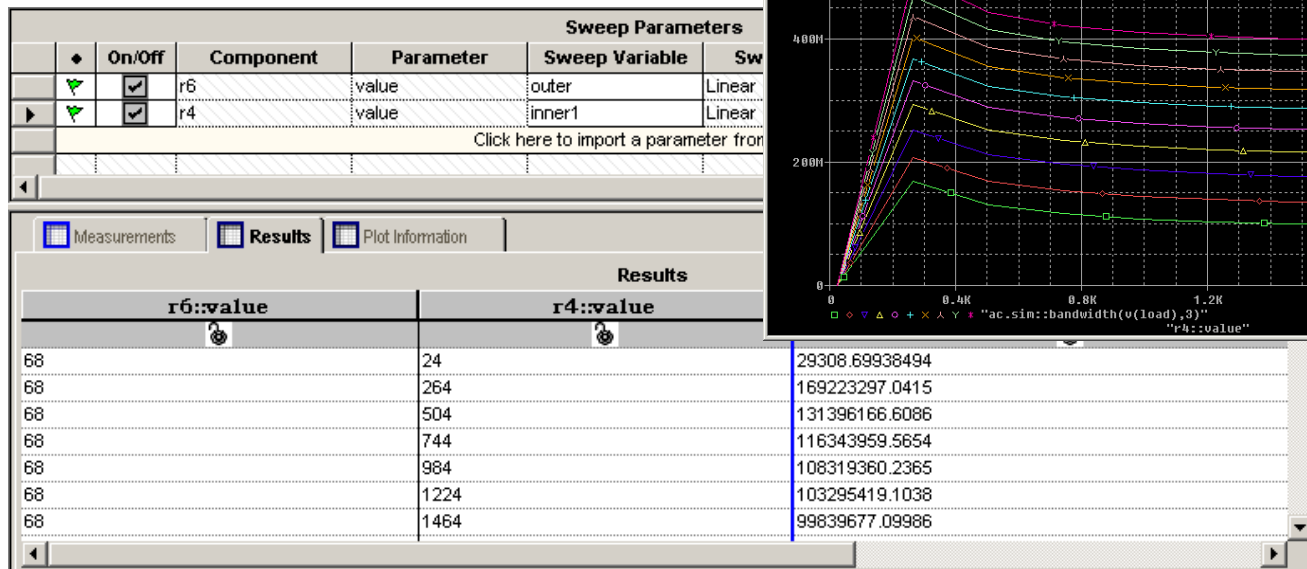 Sweep Parameters
On/Off Component Parameter Sweep Variable Sw
r6 value outer Linear
r4 value inner1 Linear
Click here to import a parameter from
400M
200M
0
0 0.4K 0.8K 1.2K
"ac.sim::bandwidth(v(load),3)"
"r4::value"
Measurements Results Plot Information
Results
r6::value r4::value
68 24 29308.69938494
68 264 169223297.0415
68 504 131396166.6086
68 744 116343959.5654
68 984 108319360.2365
68 1224 103295419.1038
68 1464 99839677.09986